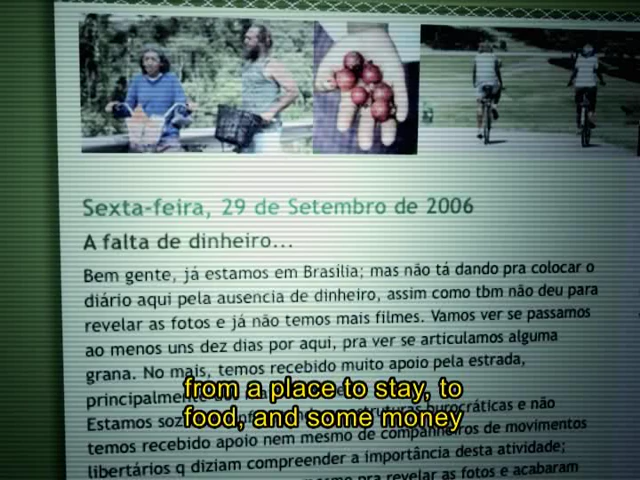 Sexta-feira, 29 de Setembro de 2006
A falta de dinheiro...
Bem gente, já estamos em Brasilia; mas não tá dando pra colocar o
diário aqui pela ausencia de dinheiro, assim como tbm não deu para
revelar as fotos e já não temos mais filmes. Vamos ver se passamos
ao menos uns dez dias por aqui, pra ver se articulamos alguma
grana. No mais, temos recebido muito apoio pela estrada,
from a place to stay, to
food, and some money
Estamos burocráticas e não
temos recebido apoio nem mesmo de companheiros de movimentos
libertários q diziam compreender a importância desta atividade;
pra revelar as fotos e acabaram